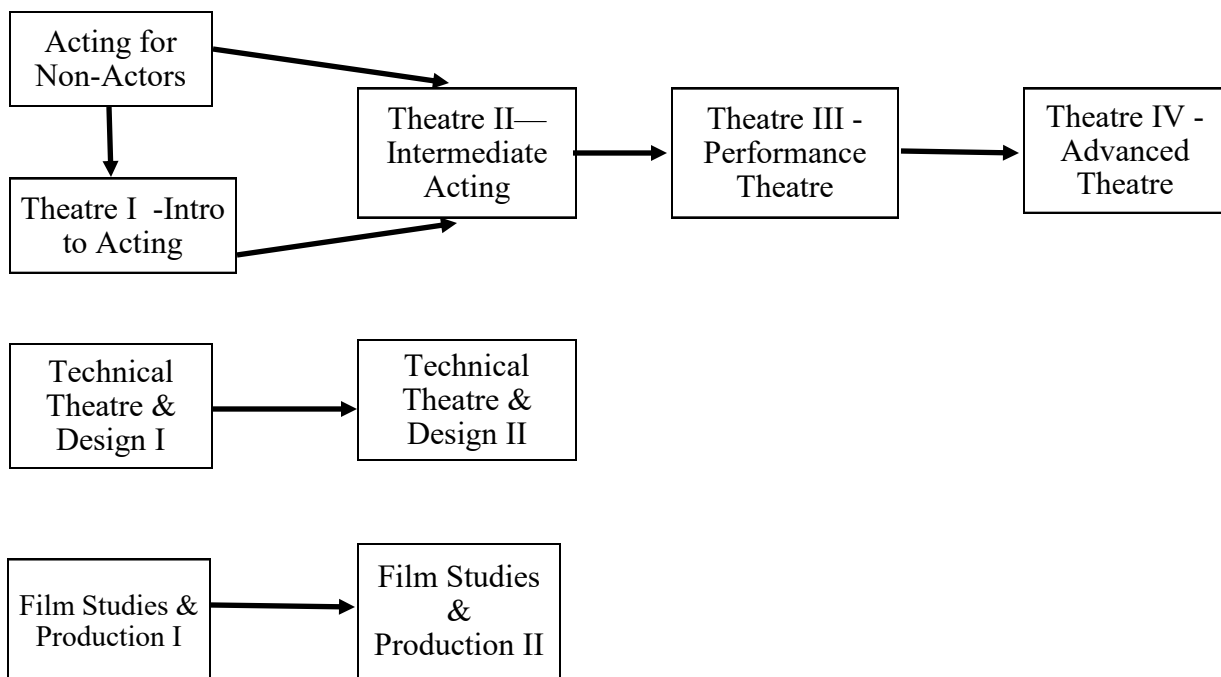 Acting for
Non-Actors
Theatre I  -Intro
to Acting
Theatre II—
Intermediate
Acting
Theatre III -
Performance
Theatre
Theatre IV -
Advanced
Theatre
Technical
Theatre &
Design I
Technical
Theatre &
Design II
Film Studies &
Production I
Film Studies
&
Production II